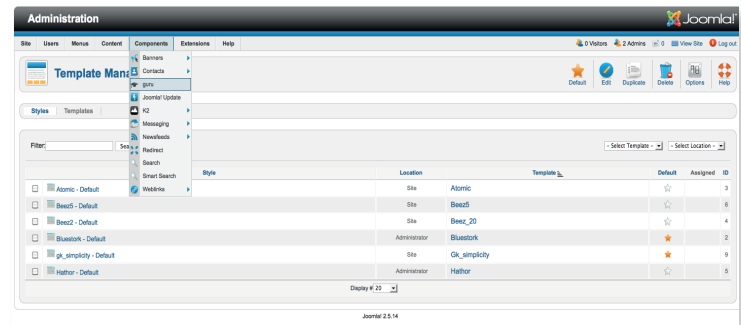 Administration
Joomla!
Site Users Menus Content Components Extensions Help
0 Visitors 2 Admins 0 View Site Log out
Banners
Template Mana
Contacts
guru
Default Edit Duplicate Delete Options Help
Joomla! Update
Styles Templates
K2
Messaging
Newsfeeds
Filter: Sea
- Select Template - - Select Location -
Redirect
Search
Smart Search
Style Location Template Default Assigned ID
Weblinks
Atomic - Default Site Atomic 3
Beez5 - Default Site Beez5 6
Beez2 - Default Site Beez_20 4
Bluestork - Default Administrator Bluestork 2
gk_simplicity - Default Site Gk_simplicity 9
Hathor - Default Administrator Hathor 5
Display # 20
Joomla! 2.5.14